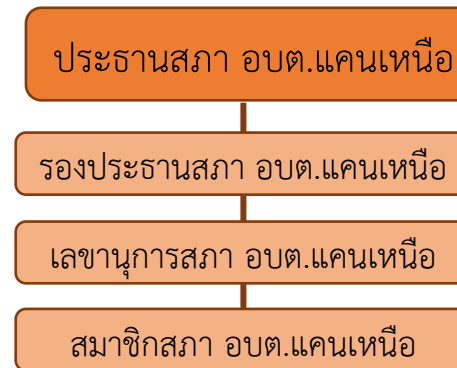 ประธานสภา อบต.แคนเหนือ
รองประธานสภา อบต.แคนเหนือ
เลขานุการสภา อบต.แคนเหนือ
สมาชิกสภา อบต.แคนเหนือ